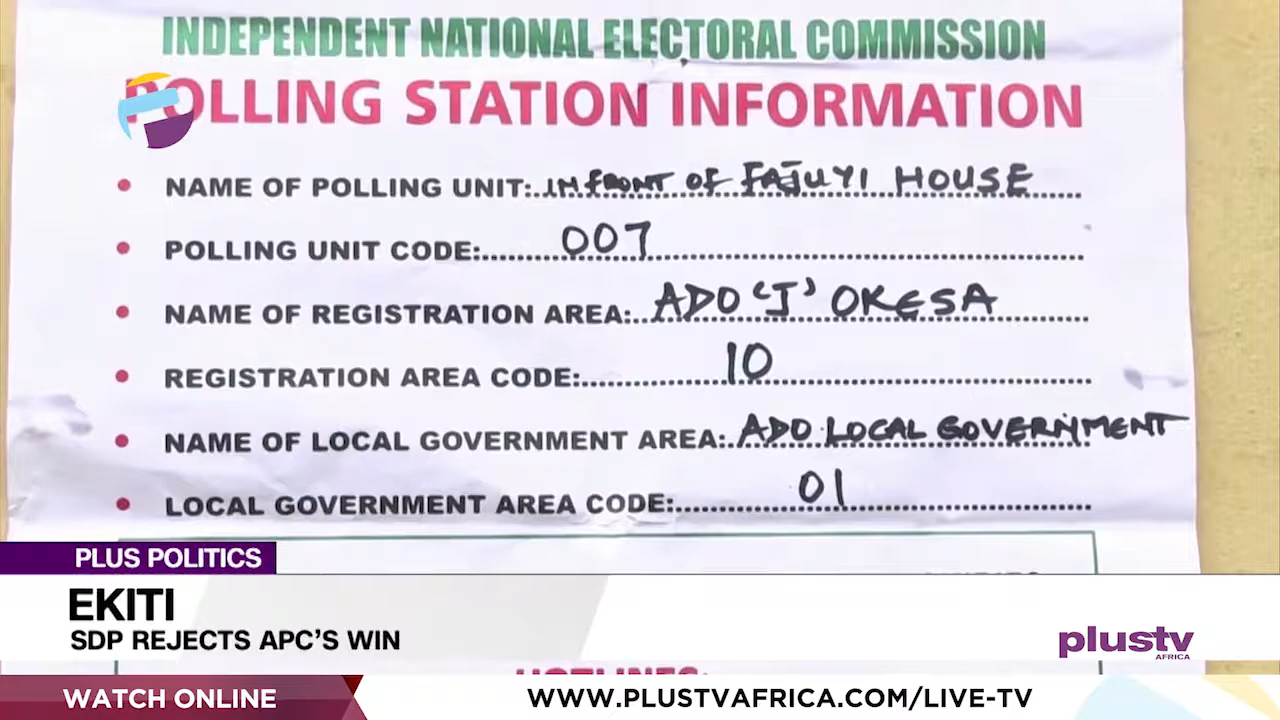 INDEPENDENT NATIONAL ELECTORAL COMMISSION
POLLING STATION INFORMATION
• NAME OF POLLING UNIT:..IN FRONT OF FAJUYI HOUSE
• POLLING UNIT CODE: 007
• NAME OF REGISTRATION AREA: ADO 'J' OKESA
• REGISTRATION AREA CODE: 10
• NAME OF LOCAL GOVERNMENT AREA: ADO LOCAL GOVERNMENT
• LOCAL GOVERNMENT AREA CODE: 01
PLUS POLITICS
EKITI
SDP REJECTS APC'S WIN
plustv
AFRICA
WATCH ONLINE
WWW.PLUSTVAFRICA.COM/LIVE-TV